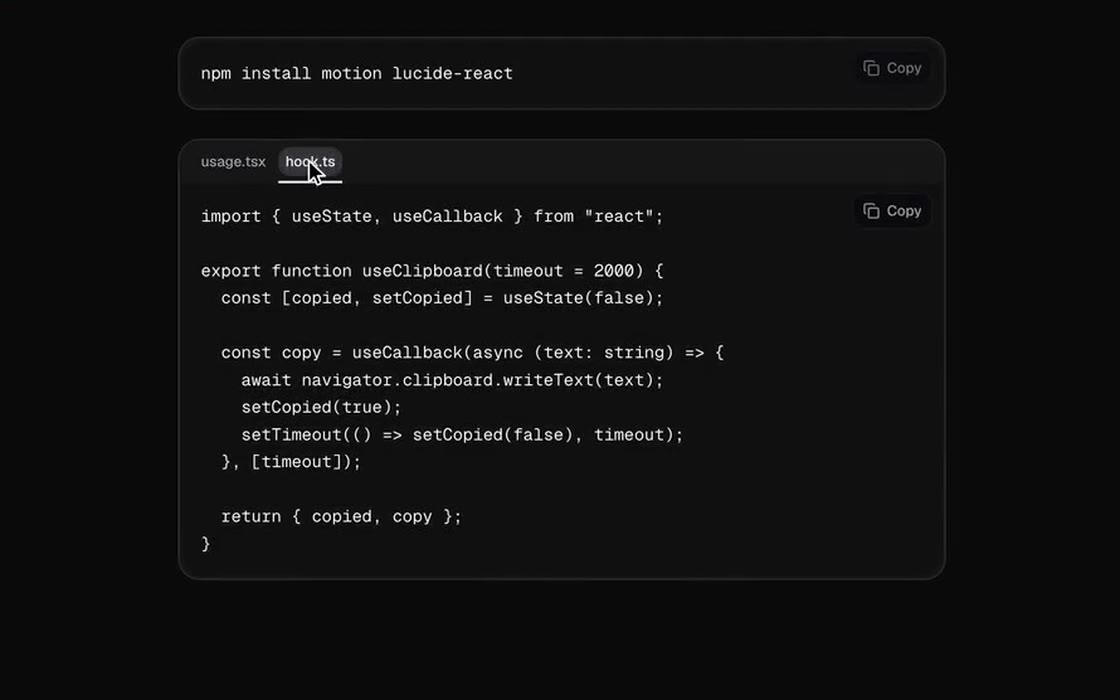 npm install motion lucide-react
Copy
usage.tsx
hook.ts
Copy
import { useState, useCallback } from "react";
export function useClipboard(timeout = 2000) {
  const [copied, setCopied] = useState(false);
  const copy = useCallback(async (text: string) => {
    await navigator.clipboard.writeText(text);
    setCopied(true);
    setTimeout(() => setCopied(false), timeout);
  }, [timeout]);
  return { copied, copy };
}